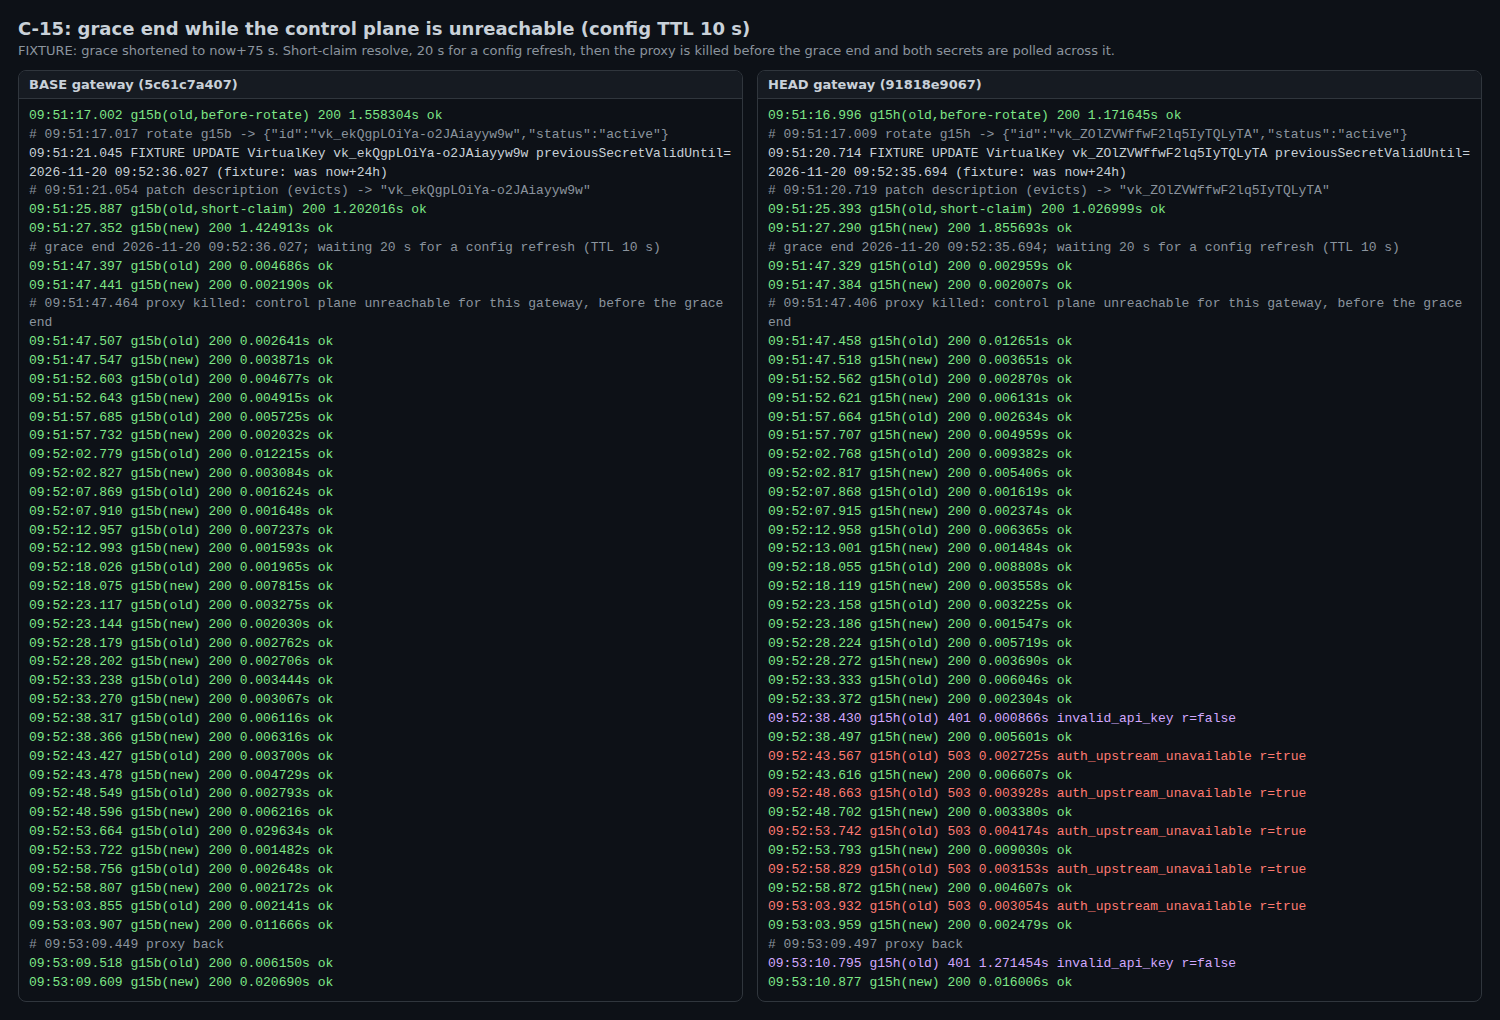 C-15: grace end while the control plane is unreachable (config TTL 10 s)
FIXTURE: grace shortened to now+75 s. Short-claim resolve, 20 s for a config refresh, then the proxy is killed before the grace end and both secrets are polled across it.
BASE gateway (5c61c7a407)
09:51:17.002 g15b(old,before-rotate) 200 1.558304s ok
# 09:51:17.017 rotate g15b -> {"id":"vk_ekQgpLOiYa-o2JAiayyw9w","status":"active"}
09:51:21.045 FIXTURE UPDATE VirtualKey vk_ekQgpLOiYa-o2JAiayyw9w previousSecretValidUntil=
2026-11-20 09:52:36.027 (fixture: was now+24h)
# 09:51:21.054 patch description (evicts) -> "vk_ekQgpLOiYa-o2JAiayyw9w"
09:51:25.887 g15b(old,short-claim) 200 1.202016s ok
09:51:27.352 g15b(new) 200 1.424913s ok
# grace end 2026-11-20 09:52:36.027; waiting 20 s for a config refresh (TTL 10 s)
09:51:47.397 g15b(old) 200 0.004686s ok
09:51:47.441 g15b(new) 200 0.002190s ok
# 09:51:47.464 proxy killed: control plane unreachable for this gateway, before the grace
end
09:51:47.507 g15b(old) 200 0.002641s ok
09:51:47.547 g15b(new) 200 0.003871s ok
09:51:52.603 g15b(old) 200 0.004677s ok
09:51:52.643 g15b(new) 200 0.004915s ok
09:51:57.685 g15b(old) 200 0.005725s ok
09:51:57.732 g15b(new) 200 0.002032s ok
09:52:02.779 g15b(old) 200 0.012215s ok
09:52:02.827 g15b(new) 200 0.003084s ok
09:52:07.869 g15b(old) 200 0.001624s ok
09:52:07.910 g15b(new) 200 0.001648s ok
09:52:12.957 g15b(old) 200 0.007237s ok
09:52:12.993 g15b(new) 200 0.001593s ok
09:52:18.026 g15b(old) 200 0.001965s ok
09:52:18.075 g15b(new) 200 0.007815s ok
09:52:23.117 g15b(old) 200 0.003275s ok
09:52:23.144 g15b(new) 200 0.002030s ok
09:52:28.179 g15b(old) 200 0.002762s ok
09:52:28.202 g15b(new) 200 0.002706s ok
09:52:33.238 g15b(old) 200 0.003444s ok
09:52:33.270 g15b(new) 200 0.003067s ok
09:52:38.317 g15b(old) 200 0.006116s ok
09:52:38.366 g15b(new) 200 0.006316s ok
09:52:43.427 g15b(old) 200 0.003700s ok
09:52:43.478 g15b(new) 200 0.004729s ok
09:52:48.549 g15b(old) 200 0.002793s ok
09:52:48.596 g15b(new) 200 0.006216s ok
09:52:53.664 g15b(old) 200 0.029634s ok
09:52:53.722 g15b(new) 200 0.001482s ok
09:52:58.756 g15b(old) 200 0.002648s ok
09:52:58.807 g15b(new) 200 0.002172s ok
09:53:03.855 g15b(old) 200 0.002141s ok
09:53:03.907 g15b(new) 200 0.011666s ok
# 09:53:09.449 proxy back
09:53:09.518 g15b(old) 200 0.006150s ok
09:53:09.609 g15b(new) 200 0.020690s ok
HEAD gateway (91818e9067)
09:51:16.996 g15h(old,before-rotate) 200 1.171645s ok
# 09:51:17.009 rotate g15h -> {"id":"vk_ZOlZVWffwF2lq5IyTQLyTA","status":"active"}
09:51:20.714 FIXTURE UPDATE VirtualKey vk_ZOlZVWffwF2lq5IyTQLyTA previousSecretValidUntil=
2026-11-20 09:52:35.694 (fixture: was now+24h)
# 09:51:20.719 patch description (evicts) -> "vk_ZOlZVWffwF2lq5IyTQLyTA"
09:51:25.393 g15h(old,short-claim) 200 1.026999s ok
09:51:27.290 g15h(new) 200 1.855693s ok
# grace end 2026-11-20 09:52:35.694; waiting 20 s for a config refresh (TTL 10 s)
09:51:47.329 g15h(old) 200 0.002959s ok
09:51:47.384 g15h(new) 200 0.002007s ok
# 09:51:47.406 proxy killed: control plane unreachable for this gateway, before the grace
end
09:51:47.458 g15h(old) 200 0.012651s ok
09:51:47.518 g15h(new) 200 0.003651s ok
09:51:52.562 g15h(old) 200 0.002870s ok
09:51:52.621 g15h(new) 200 0.006131s ok
09:51:57.664 g15h(old) 200 0.002634s ok
09:51:57.707 g15h(new) 200 0.004959s ok
09:52:02.768 g15h(old) 200 0.009382s ok
09:52:02.817 g15h(new) 200 0.005406s ok
09:52:07.868 g15h(old) 200 0.001619s ok
09:52:07.915 g15h(new) 200 0.002374s ok
09:52:12.958 g15h(old) 200 0.006365s ok
09:52:13.001 g15h(new) 200 0.001484s ok
09:52:18.055 g15h(old) 200 0.008808s ok
09:52:18.119 g15h(new) 200 0.003558s ok
09:52:23.158 g15h(old) 200 0.003225s ok
09:52:23.186 g15h(new) 200 0.001547s ok
09:52:28.224 g15h(old) 200 0.005719s ok
09:52:28.272 g15h(new) 200 0.003690s ok
09:52:33.333 g15h(old) 200 0.006046s ok
09:52:33.372 g15h(new) 200 0.002304s ok
09:52:38.430 g15h(old) 401 0.000866s invalid_api_key r=false
09:52:38.497 g15h(new) 200 0.005601s ok
09:52:43.567 g15h(old) 503 0.002725s auth_upstream_unavailable r=true
09:52:43.616 g15h(new) 200 0.006607s ok
09:52:48.663 g15h(old) 503 0.003928s auth_upstream_unavailable r=true
09:52:48.702 g15h(new) 200 0.003380s ok
09:52:53.742 g15h(old) 503 0.004174s auth_upstream_unavailable r=true
09:52:53.793 g15h(new) 200 0.009030s ok
09:52:58.829 g15h(old) 503 0.003153s auth_upstream_unavailable r=true
09:52:58.872 g15h(new) 200 0.004607s ok
09:53:03.932 g15h(old) 503 0.003054s auth_upstream_unavailable r=true
09:53:03.959 g15h(new) 200 0.002479s ok
# 09:53:09.497 proxy back
09:53:10.795 g15h(old) 401 1.271454s invalid_api_key r=false
09:53:10.877 g15h(new) 200 0.016006s ok